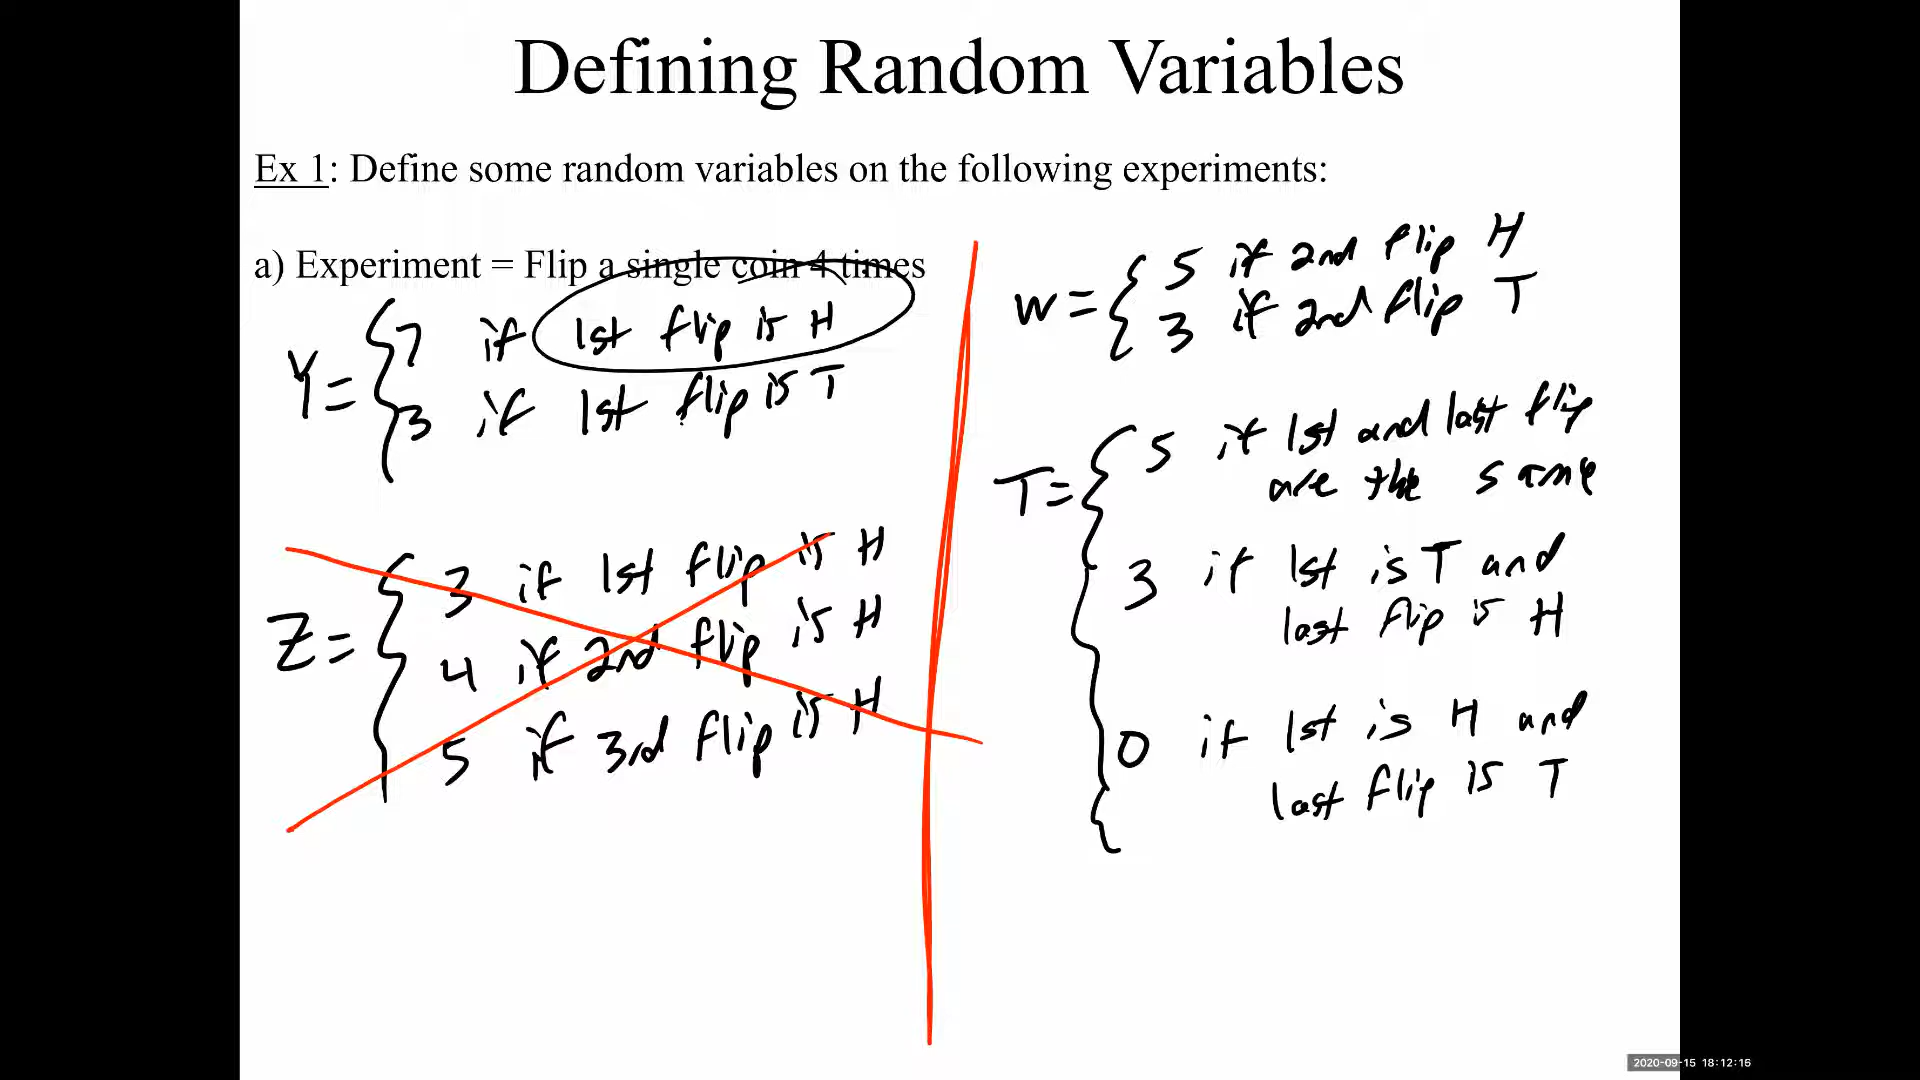 Defining Random Variables
Ex 1: Define some random variables on the following experiments:
a) Experiment = Flip a single coin 4 times
Y = { 7 if 1st flip is H
3 if 1st flip is T
Z = { 3 if 1st flip is H
4 if 2nd flip is H
5 if 3rd flip is H
W = { 5 if 2nd flip H
3 if 2nd flip T
T = { 5 if 1st and last flip
are the same
3 if 1st is T and
last flip is H
0 if 1st is H and
last flip is T
2020-09-15 18:12:16